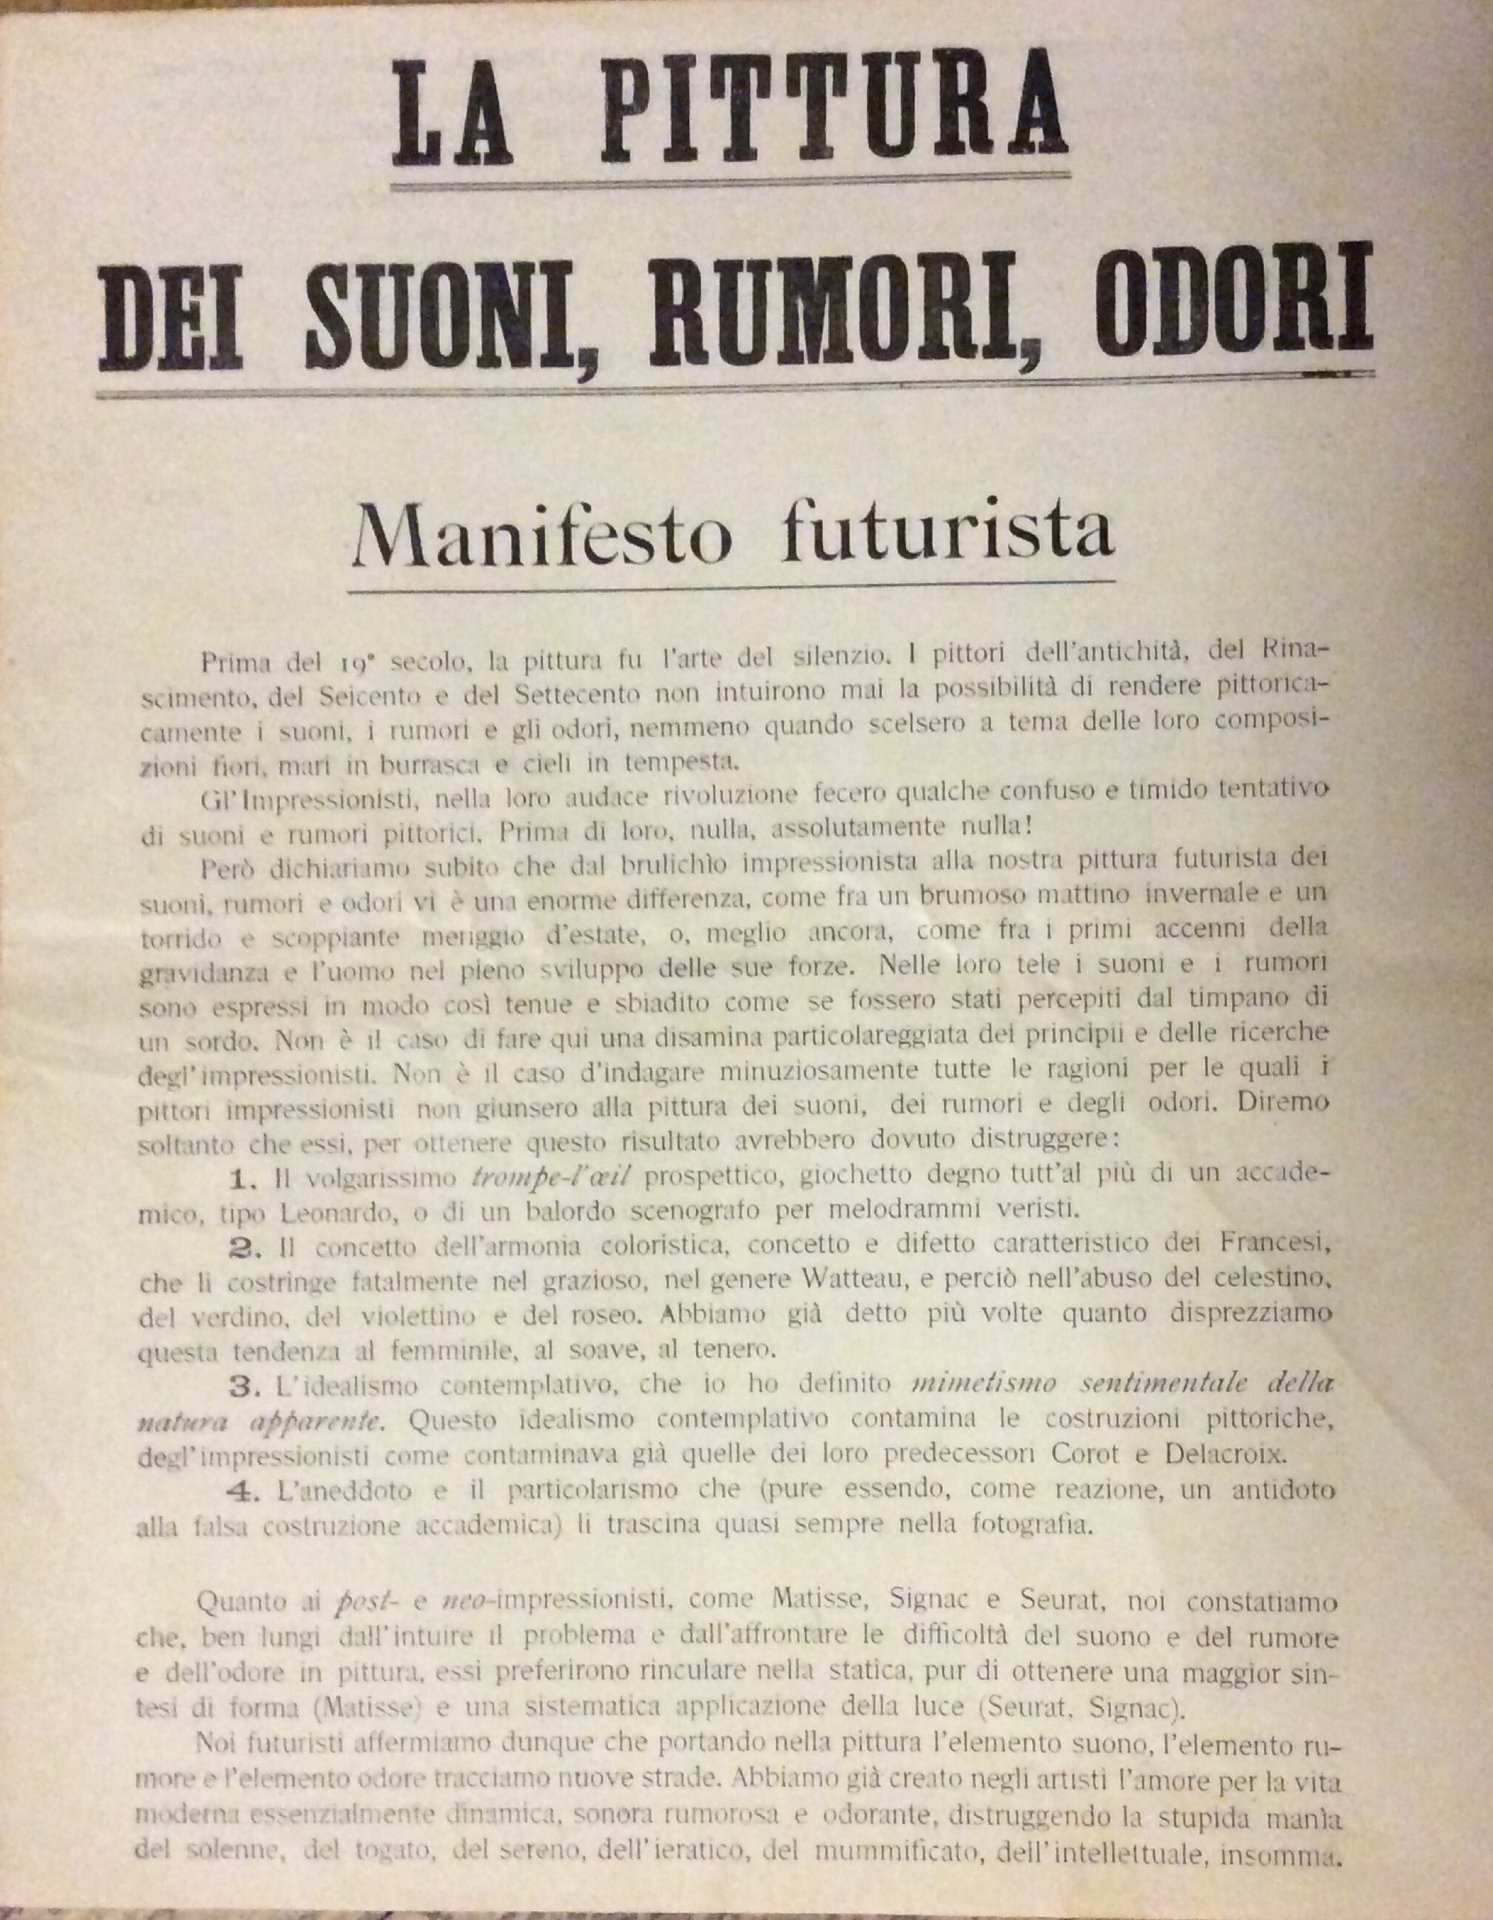 LA PITTURA
DEI SUONI, RUMORI, ODORI
Manifesto futurista
Prima del 19° secolo, la pittura fu l'arte del silenzio. I pittori dell'antichità, del Rina-
scimento, del Seicento e del Settecento non intuirono mai la possibilità di rendere pittorica-
camente i suoni, i rumori e gli odori, nemmeno quando scelsero a tema delle loro composi-
zioni fiori, mari in burrasca e cieli in tempesta.
Gl'Impressionisti, nella loro audace rivoluzione fecero qualche confuso e timido tentativo
di suoni e rumori pittorici. Prima di loro, nulla, assolutamente nulla!
Però dichiariamo subito che dal brulichìo impressionista alla nostra pittura futurista dei
suoni, rumori e odori vi è una enorme differenza, come fra un brumoso mattino invernale e un
torrido e scoppiante meriggio d'estate, o, meglio ancora, come fra i primi accenni della
gravidanza e l'uomo nel pieno sviluppo delle sue forze. Nelle loro tele i suoni e i rumori
sono espressi in modo così tenue e sbiadito come se fossero stati percepiti dal timpano di
un sordo. Non è il caso di fare qui una disamina particolareggiata dei principii e delle ricerche
degl'impressionisti. Non è il caso d'indagare minuziosamente tutte le ragioni per le quali i
pittori impressionisti non giunsero alla pittura dei suoni, dei rumori e degli odori. Diremo
soltanto che essi, per ottenere questo risultato avrebbero dovuto distruggere:
1. Il volgarissimo trompe-l'œil prospettico, giochetto degno tutt'al più di un accade-
mico, tipo Leonardo, o di un balordo scenografo per melodrammi veristi.
2. Il concetto dell'armonia coloristica, concetto e difetto caratteristico dei Francesi,
che li costringe fatalmente nel grazioso, nel genere Watteau, e perciò nell'abuso del celestino,
del verdino, del violettino e del roseo. Abbiamo già detto più volte quanto disprezziamo
questa tendenza al femminile, al soave, al tenero.
3. L'idealismo contemplativo, che io ho definito mimetismo sentimentale della
natura apparente. Questo idealismo contemplativo contamina le costruzioni pittoriche,
degl'impressionisti come contaminava già quelle dei loro predecessori Corot e Delacroix.
4. L'aneddoto e il particolarismo che (pure essendo, come reazione, un antidoto
alla falsa costruzione accademica) li trascina quasi sempre nella fotografia.
Quanto ai post- e neo-impressionisti, come Matisse, Signac e Seurat, noi constatiamo
che, ben lungi dall'intuire il problema e dall'affrontare le difficoltà del suono e del rumore
e dell'odore in pittura, essi preferirono rinculare nella statica, pur di ottenere una maggior sin-
tesi di forma (Matisse) e una sistematica applicazione della luce (Seurat, Signac).
Noi futuristi affermiamo dunque che portando nella pittura l'elemento suono, l'elemento ru-
more e l'elemento odore tracciamo nuove strade. Abbiamo già creato negli artisti l'amore per la vita
moderna essenzialmente dinamica, sonora rumorosa e odorante, distruggendo la stupida manìa
del solenne, del togato, del sereno, dell'ieratico, del mummificato, dell'intellettuale, insomma.